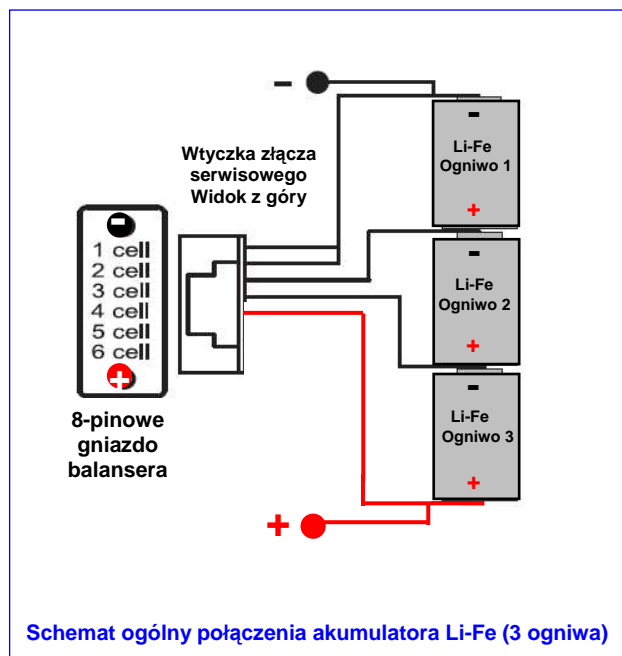 -
Wtyczka złącza
serwisowego
Widok z góry
-
1 cell
2 cell
3 cell
4 cell
5 cell
6 cell
+
8-pinowe
gniazdo
balansera
-
Li-Fe
Ogniwo 1
+
-
Li-Fe
Ogniwo 2
+
-
Li-Fe
Ogniwo 3
+
+
Schemat ogólny połączenia akumulatora Li-Fe (3 ogniwa)